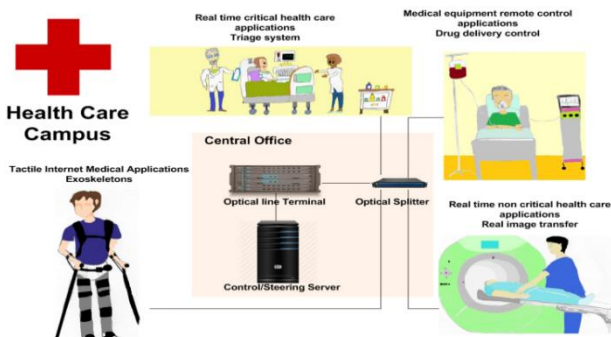 Real time critical health care
applications
Triage system
Medical equipment remote control
applications
Drug delivery control
Health Care
Campus
Central Office
Tactile Internet Medical Applications
Exoskeletons
Optical line Terminal
Optical Splitter
Real time non critical health care
applications
Real image transfer
Control/Steering Server